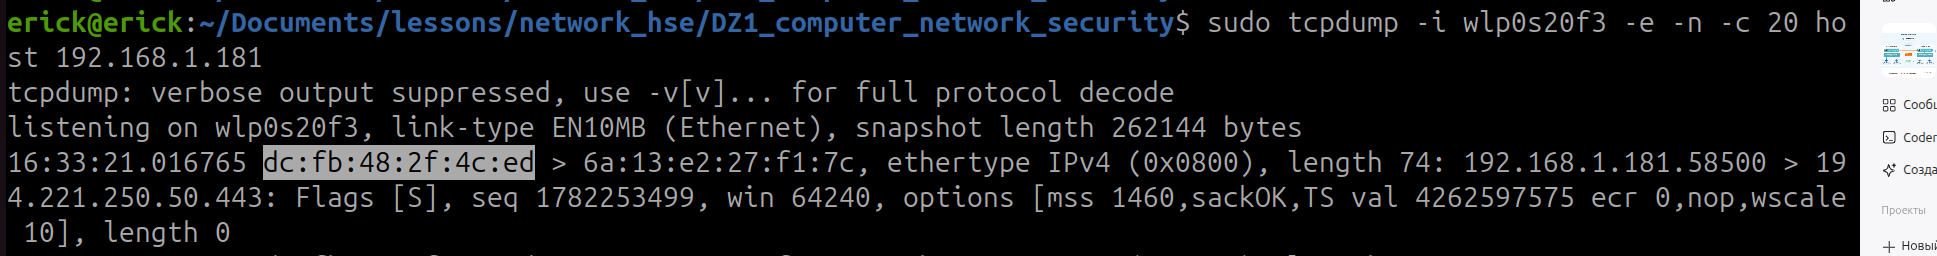 erick@erick:~/Documents/lessons/network_hse/DZ1_computer_network_security$ sudo tcpdump -i wlp0s20f3 -e -n -c 20 ho
st 192.168.1.181
tcpdump: verbose output suppressed, use -v[v]... for full protocol decode
listening on wlp0s20f3, link-type EN10MB (Ethernet), snapshot length 262144 bytes
16:33:21.016765 dc:fb:48:2f:4c:ed > 6a:13:e2:27:f1:7c, ethertype IPv4 (0x0800), length 74: 192.168.1.181.58500 > 19
4.221.250.50.443: Flags [S], seq 1782253499, win 64240, options [mss 1460,sackOK,TS val 4262597575 ecr 0,nop,wscale
 10], length 0
Проекты